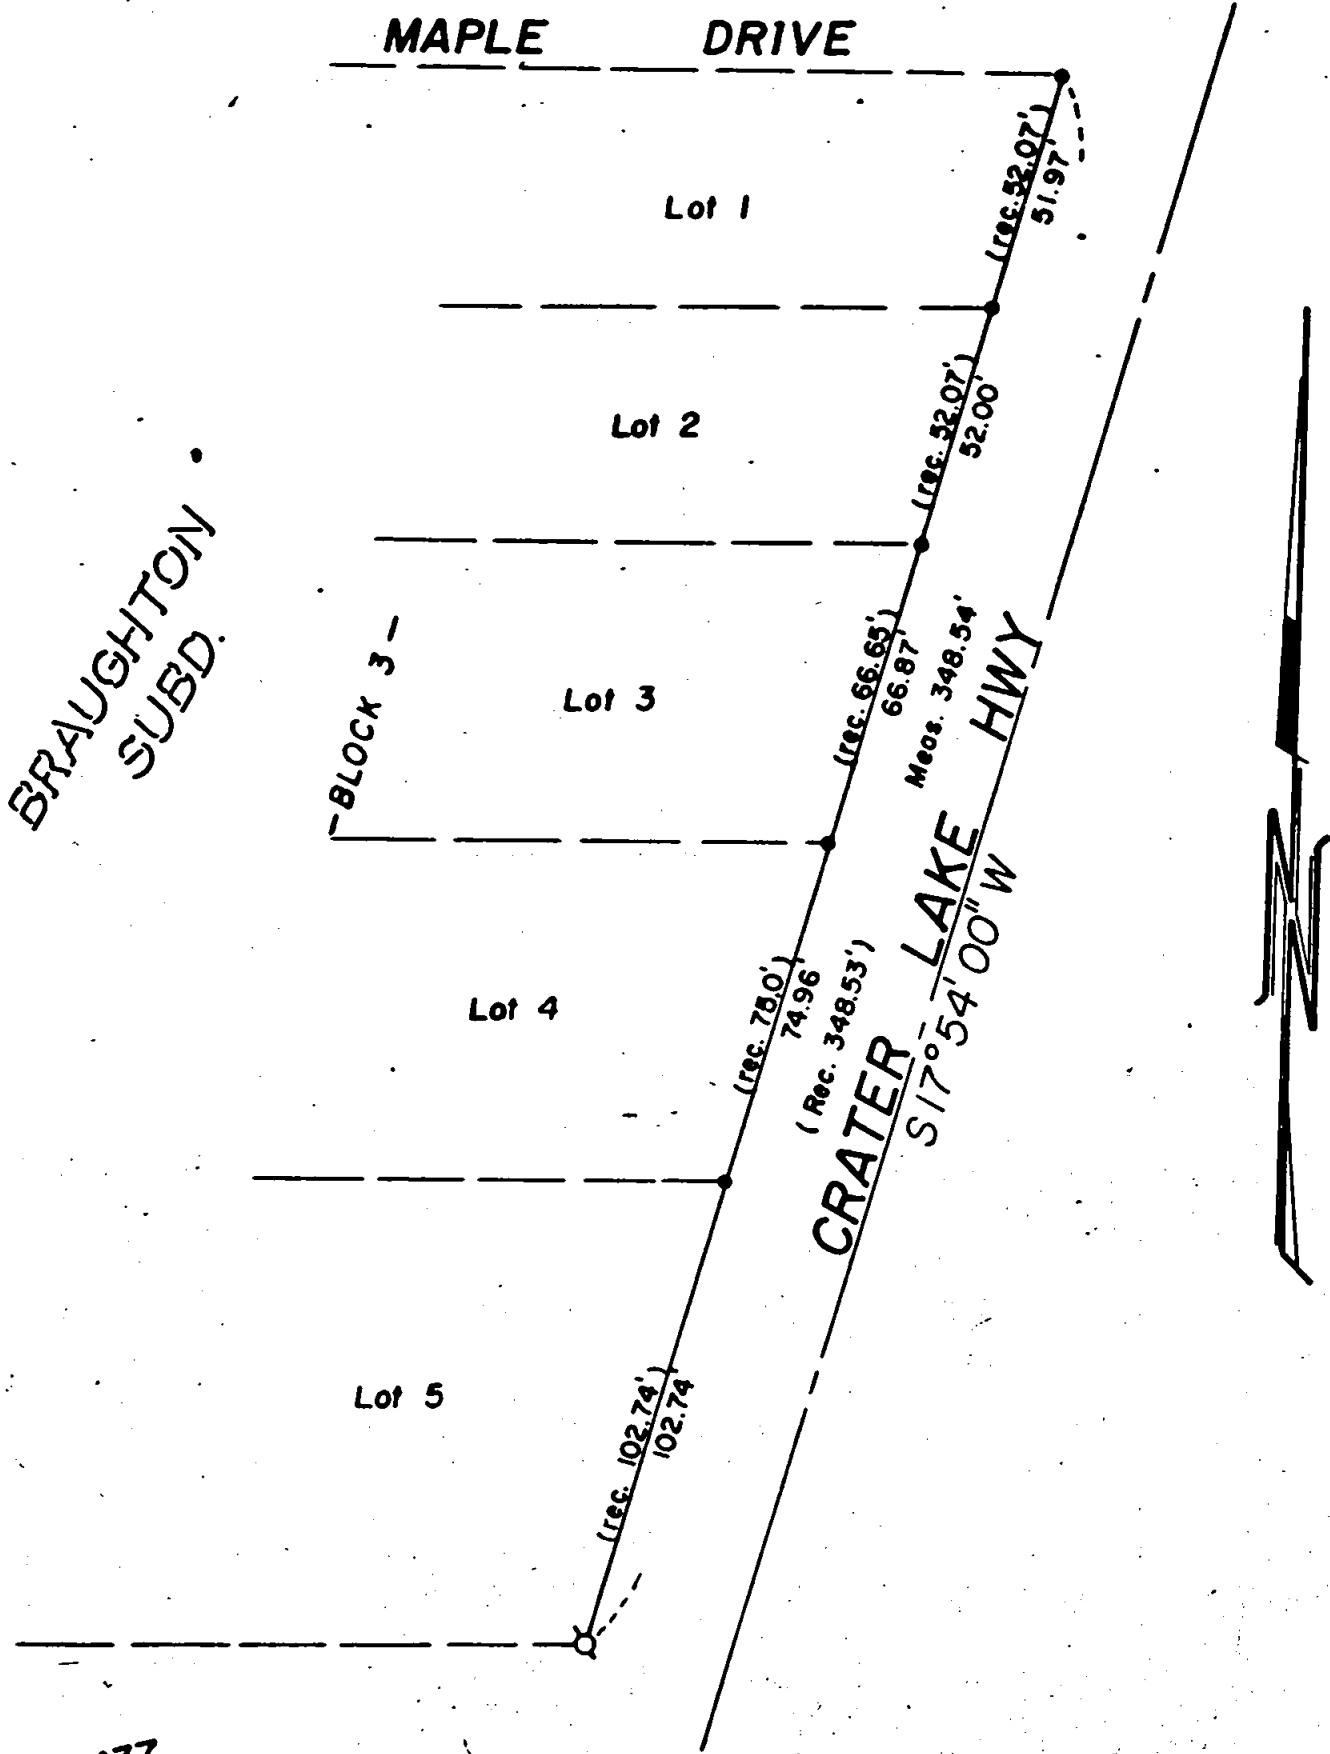 MAPLE DRIVE
(rec. 52.07')
51.97'
Lot 1
(rec. 52.07')
52.00'
Lot 2
BRAUGHTON
SUBD.
- BLOCK 3 -
(rec. 66.65')
66.87'
Lot 3
Meas. 348.54'
(Rec. 348.53')
CRATER LAKE HWY
S 17° 54' 00" W
N
(rec. 75.0')
74.96'
Lot 4
(rec. 102.74')
102.74'
Lot 5